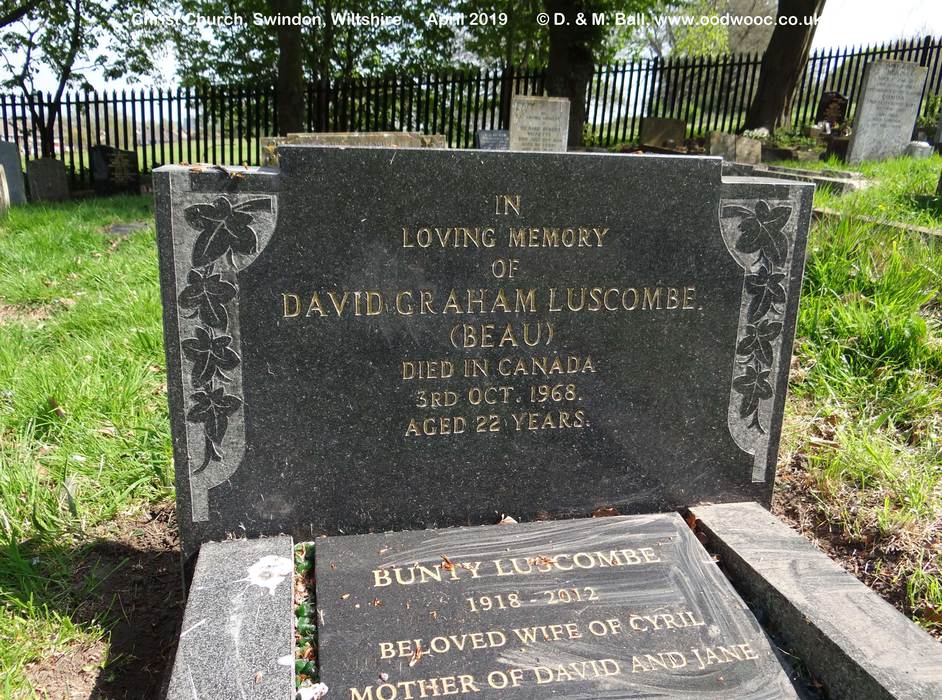 Christ Church, Swindon, Wiltshire. April 2019 © D. & M. Ball, www.oodwooc.co.uk
IN
LOVING MEMORY
OF
DAVID GRAHAM LUSCOMBE.
(BEAU)
DIED IN CANADA
3RD OCT. 1968.
AGED 22 YEARS.
BUNTY LUSCOMBE
1918 - 2012
BELOVED WIFE OF CYRIL
MOTHER OF DAVID AND JANE